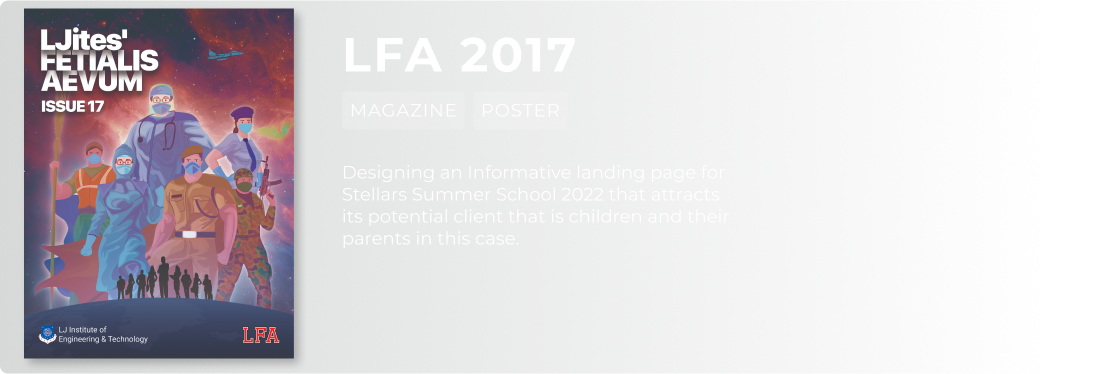 LJites'
FETIALIS
AEVUM
ISSUE 17
LJ Institute of
Engineering & Technology
LFA
LFA 2017
MAGAZINE POSTER
Designing an Informative landing page for
Stellars Summer School 2022 that attracts
its potential client that is children and their
parents in this case.